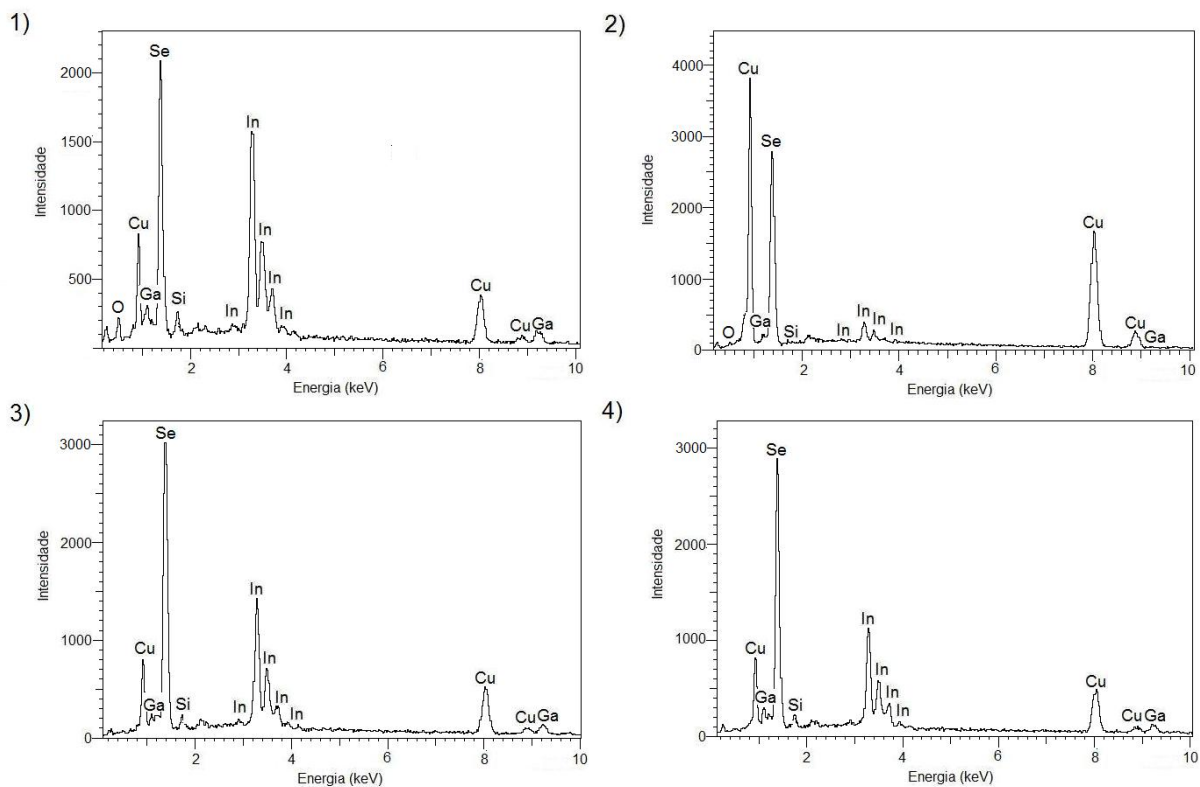 1)
Intensidade
2000
1500
1000
500
O
Cu
Ga
Se
Si
In
In
In
In
In
Cu
Cu
Ga
2
4
6
8
10
Energia (keV)
2)
Intensidade
4000
3000
2000
1000
0
O
Cu
Ga
Se
Si
In
In
In
In
Cu
Cu
Ga
2
4
6
8
10
Energia (keV)
3)
Intensidade
3000
2000
1000
0
Cu
Ga
Se
Si
In
In
In
In
In
Cu
Cu
Ga
2
4
6
8
10
Energia (keV)
4)
Intensidade
3000
2000
1000
0
Cu
Ga
Se
Si
In
In
In
In
Cu
Cu
Ga
2
4
6
8
10
Energia (keV)